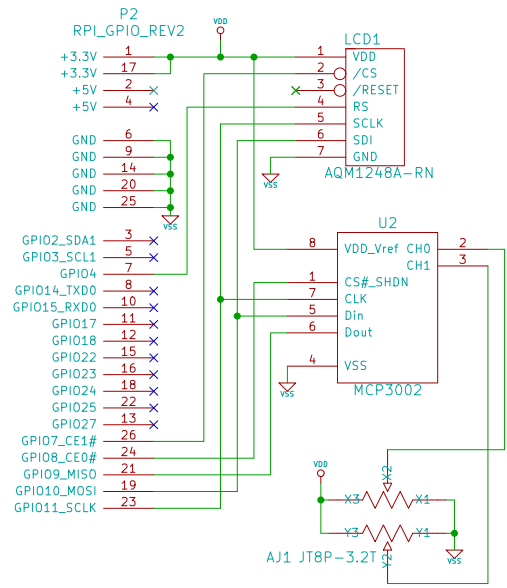 P2
RPI_GPIO_REV2
+3.3V 1
+3.3V 17
+5V 2
+5V 4
GND 6
GND 9
GND 14
GND 20
GND 25
VSS
GPIO2_SDA1 3
GPIO3_SCL1 5
GPIO4 7
GPIO14_TXD0 8
GPIO15_RXD0 10
GPIO17 11
GPIO18 12
GPIO22 15
GPIO23 16
GPIO24 18
GPIO25 22
GPIO27 13
GPIO7_CE1# 26
GPIO8_CE0# 24
GPIO9_MISO 21
GPIO10_MOSI 19
GPIO11_SCLK 23
VDD
LCD1
1 VDD
2 /CS
3 /RESET
4 RS
5 SCLK
6 SDI
7 GND
AQM1248A-RN
VSS
U2
8 VDD_Vref CH0 2
CH1 3
1 CS#_SHDN
7 CLK
5 Din
6 Dout
4 VSS
MCP3002
VSS
VDD
X2
X3 X1
Y3 Y1
Y2
AJ1 JT8P-3.2T
VSS